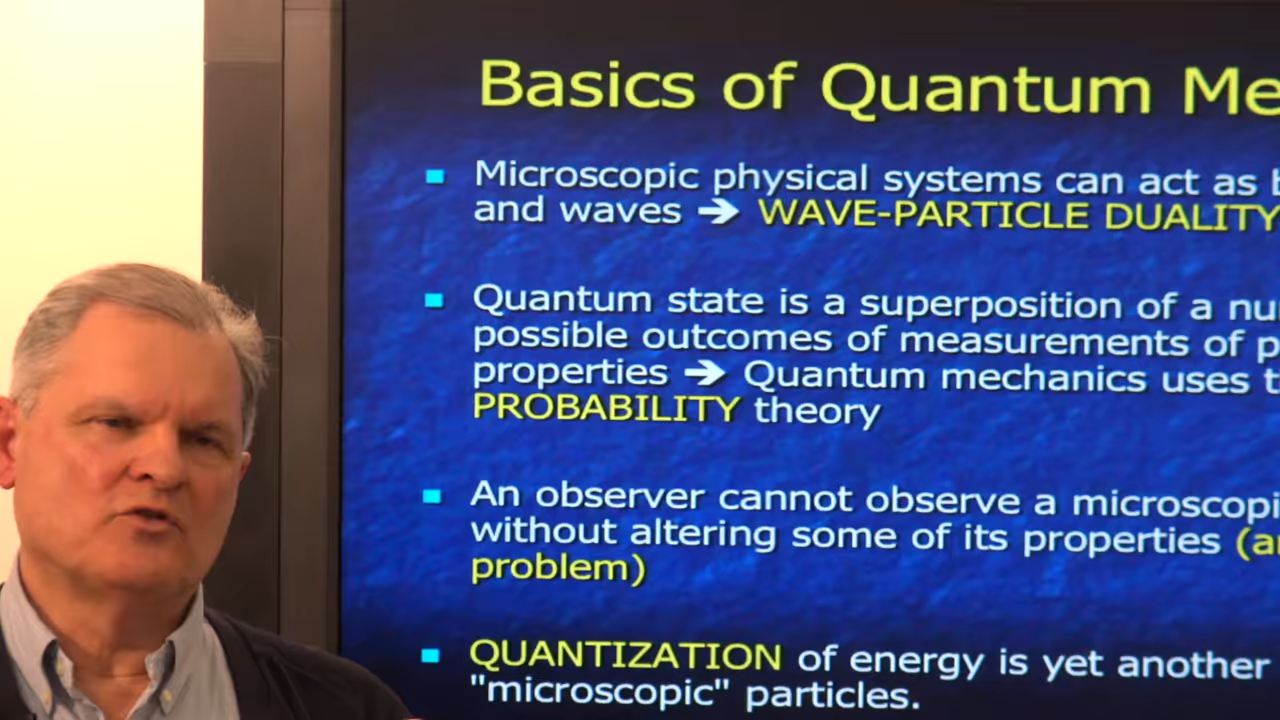 Basics of Quantum Me
Microscopic physical systems can act as b
and waves ➔ WAVE-PARTICLE DUALITY
Quantum state is a superposition of a nu
possible outcomes of measurements of p
properties ➔ Quantum mechanics uses t
PROBABILITY theory
An observer cannot observe a microscopi
without altering some of its properties (a
problem)
QUANTIZATION of energy is yet another
"microscopic" particles.